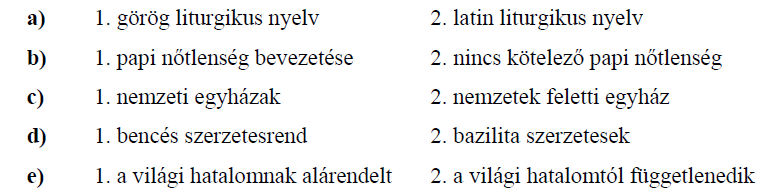 a) 1. görög liturgikus nyelv 2. latin liturgikus nyelv
b) 1. papi nőtlenség bevezetése 2. nincs kötelező papi nőtlenség
c) 1. nemzeti egyházak 2. nemzetek feletti egyház
d) 1. bencés szerzetesrend 2. bazilita szerzetesek
e) 1. a világi hatalomnak alárendelt 2. a világi hatalomtól függetlenedik